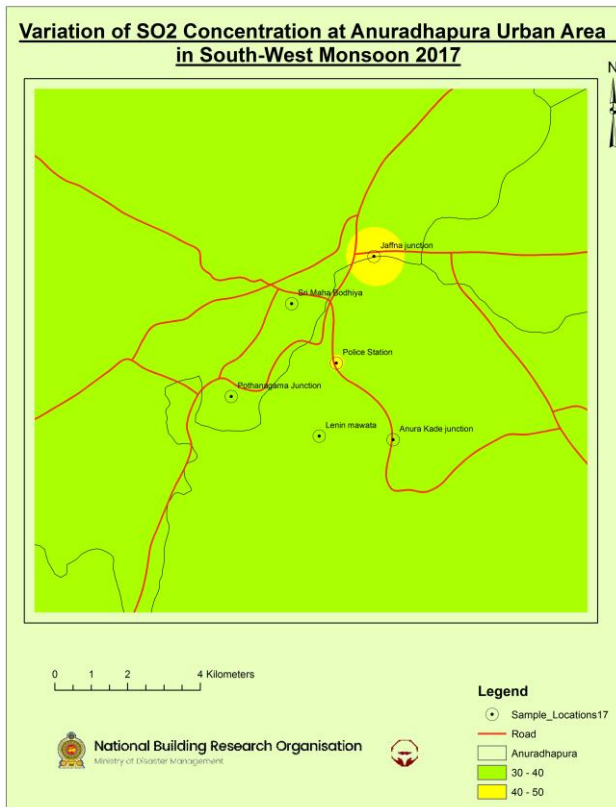 Variation of SO2 Concentration at Anuradhapura Urban Area
in South-West Monsoon 2017
N
Jaffna junction
Sri Maha Bodhiya
Police Station
Pothanagama Junction
Lenin mawata
Anura Kade junction
0 1 2 4 Kilometers
Legend
Sample_Locations17
Road
Anuradhapura
30 - 40
40 - 50
National Building Research Organisation
Ministry of Disaster Management